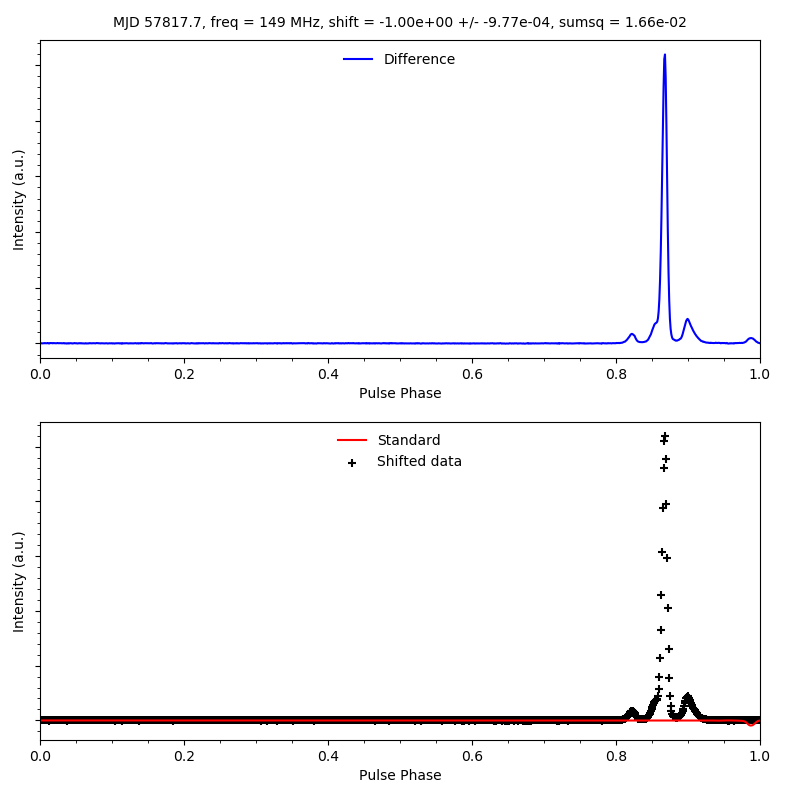 MJD 57817.7, freq = 149 MHz, shift = -1.00e+00 +/- -9.77e-04, sumsq = 1.66e-02
Difference
Intensity (a.u.)
0.0 0.2 0.4 0.6 0.8 1.0
Pulse Phase
Standard
Shifted data
Intensity (a.u.)
0.0 0.2 0.4 0.6 0.8 1.0
Pulse Phase